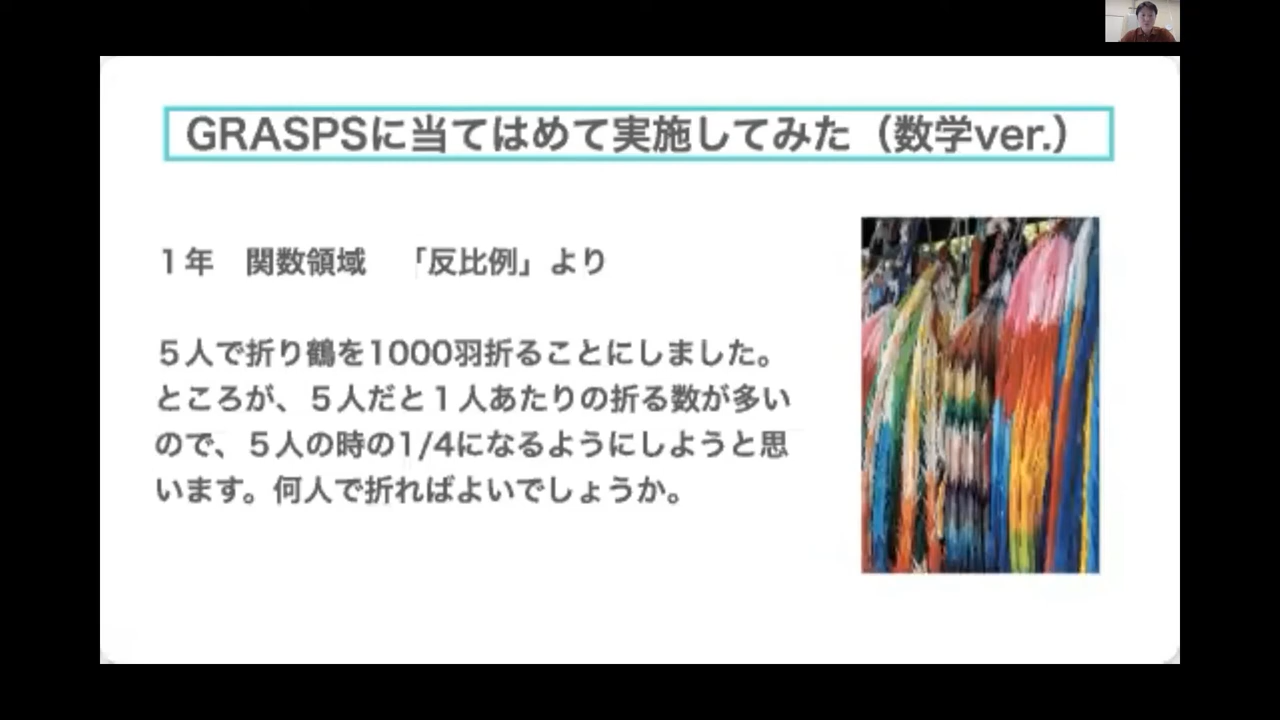 GRASPSに当てはめて実施してみた（数学ver.）
１年　関数領域　「反比例」より
５人で折り鶴を1000羽折ることにしました。
ところが、５人だと１人あたりの折る数が多い
ので、５人の時の1/4になるようにしようと思
います。何人で折ればよいでしょうか。